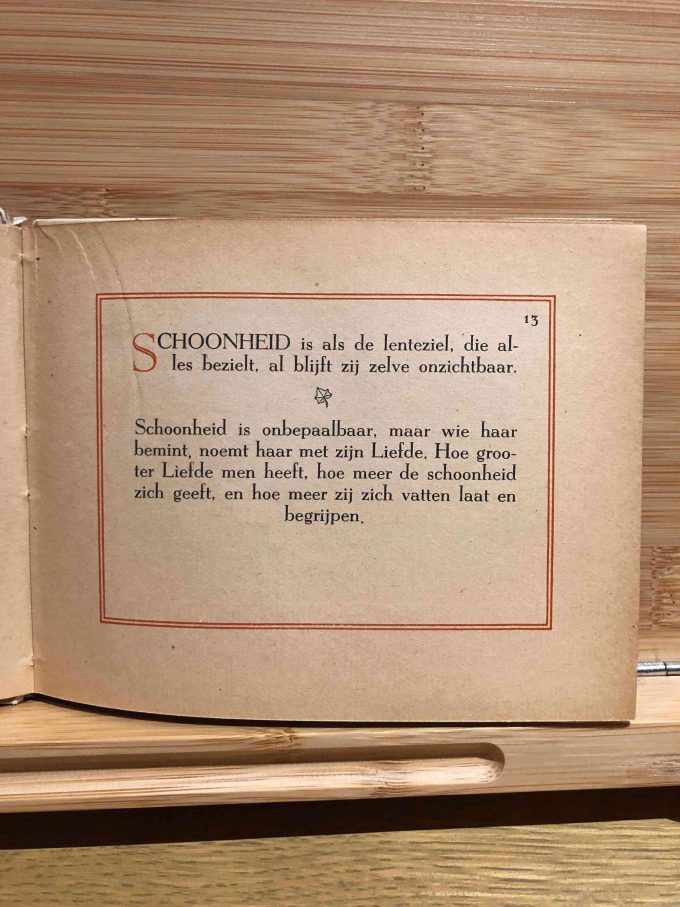 13
SCHOONHEID is als de lenteziel, die al-
les bezielt, al blijft zij zelve onzichtbaar.
Schoonheid is onbepaalbaar, maar wie haar
bemint, noemt haar met zijn Liefde. Hoe groo-
ter Liefde men heeft, hoe meer de schoonheid
zich geeft, en hoe meer zij zich vatten laat en
begrijpen.